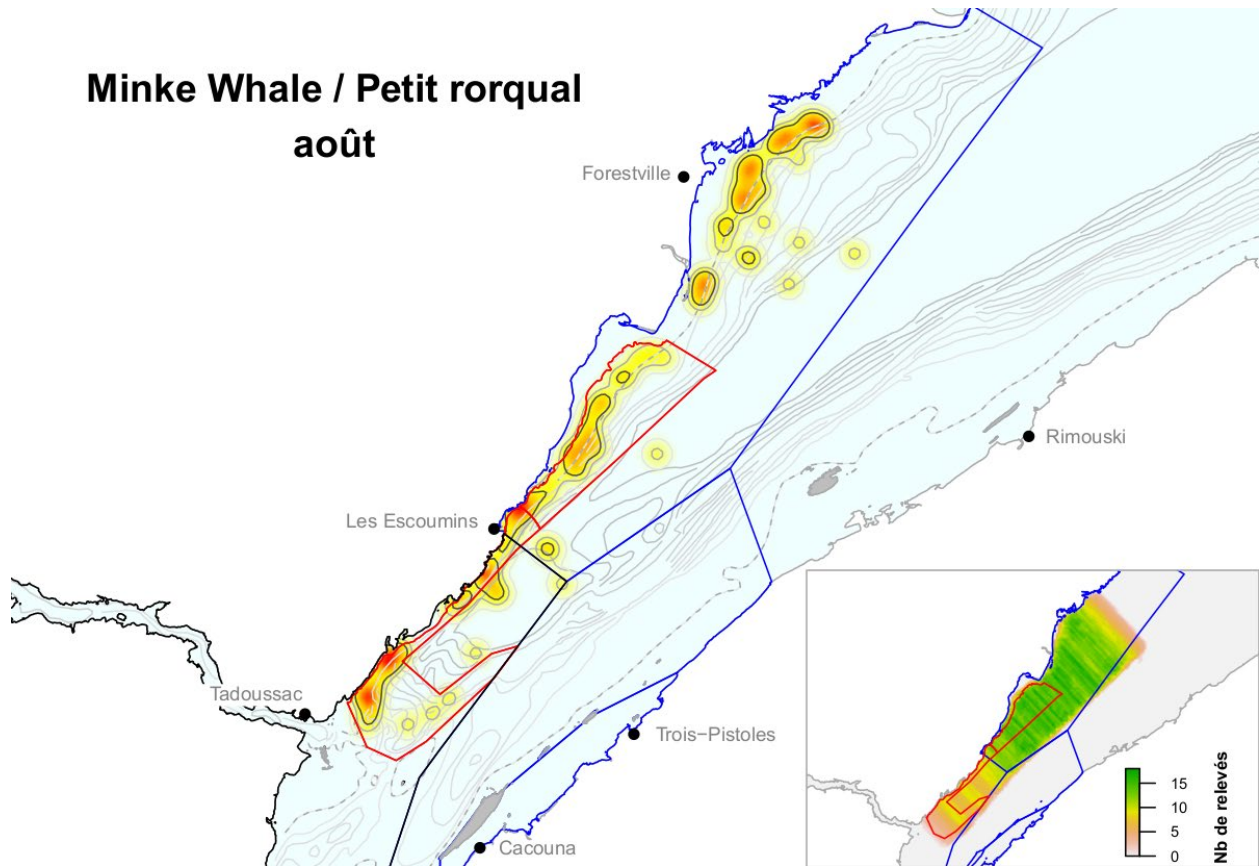 Minke Whale / Petit rorqual
août
Forestville
Rimouski
Les Escoumins
Tadoussac
Trois−Pistoles
Cacouna
15
10
5
0
Nb de relevés